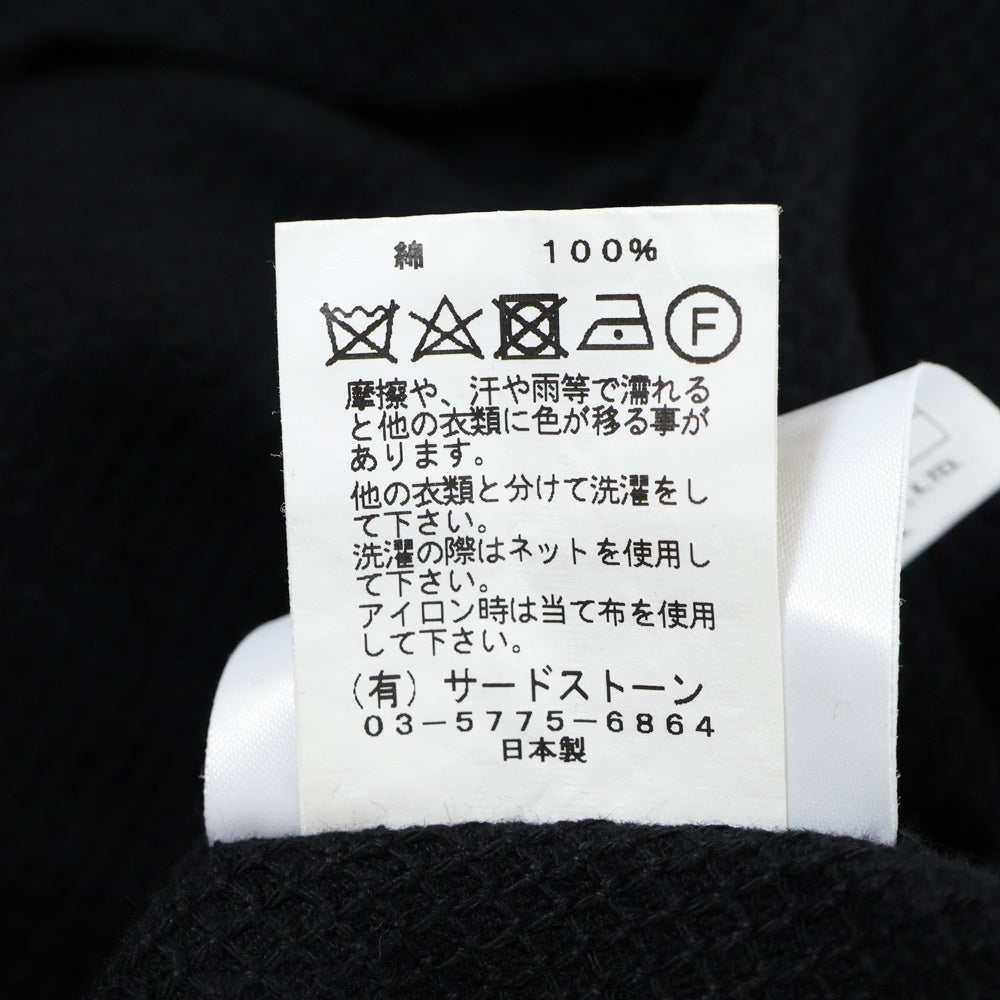 綿 100%
F
摩擦や、汗や雨等で濡れる
と他の衣類に色が移る事が
あります。
他の衣類と分けて洗濯をし
て下さい。
洗濯の際はネットを使用し
て下さい。
アイロン時は当て布を使用
して下さい。
(有) サードストーン
03-5775-6864
日本製